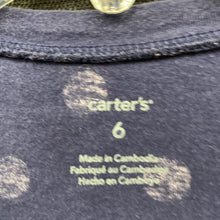 carter's
6
Made in Cambodia
Fabriqué au Cambodge
Hecho en Camboya